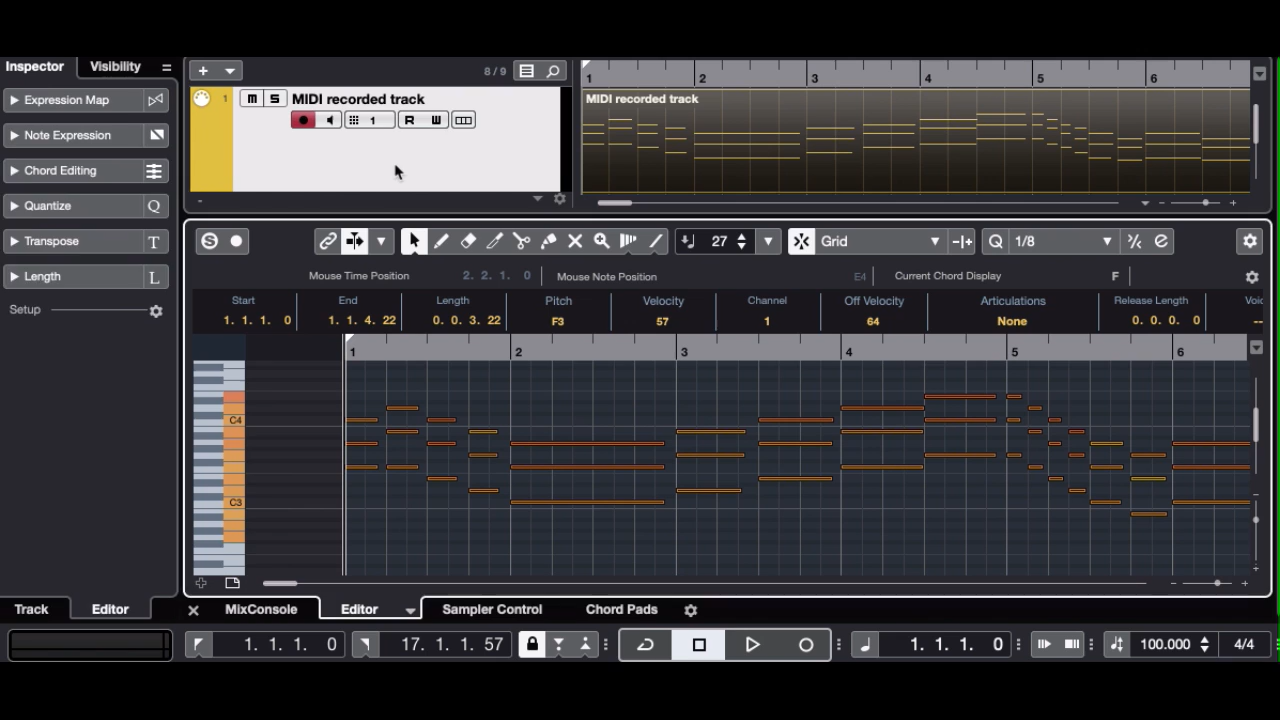 Inspector Visibility
8 / 9
1 2 3 4 5 6
Expression Map
1 M S MIDI recorded track
MIDI recorded track
1 R W
Note Expression
Chord Editing
Quantize Q
Transpose T
S 27 Grid Q 1/8
Length L
Mouse Time Position 2. 2. 1. 0 Mouse Note Position E4 Current Chord Display F
Setup
Start End Length Pitch Velocity Channel Off Velocity Articulations Release Length Voic
1. 1. 1. 0 1. 1. 4. 22 0. 0. 3. 22 F3 57 1 64 None 0. 0. 0. 0 --
1 2 3 4 5 6
C4
C3
Track Editor MixConsole Editor Sampler Control Chord Pads
1. 1. 1. 0 17. 1. 1. 57 1. 1. 1. 0 100.000 4/4